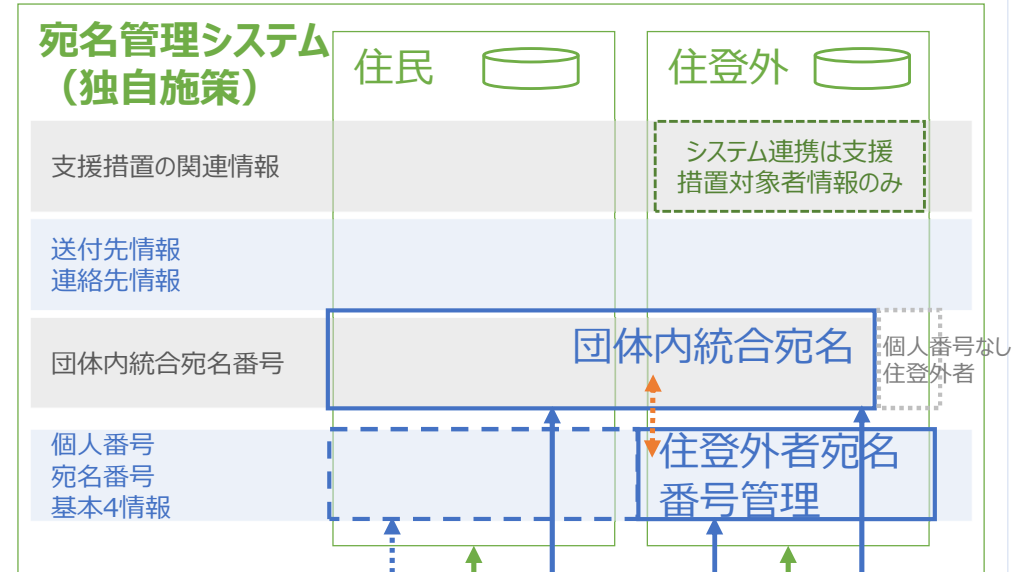 宛名管理システム
（独自施策）
住民
住登外
支援措置の関連情報
システム連携は支援
措置対象者情報のみ
送付先情報
連絡先情報
団体内統合宛名番号
団体内統合宛名
個人番号なし
住登外者
個人番号
宛名番号
基本4情報
住登外者宛名
番号管理